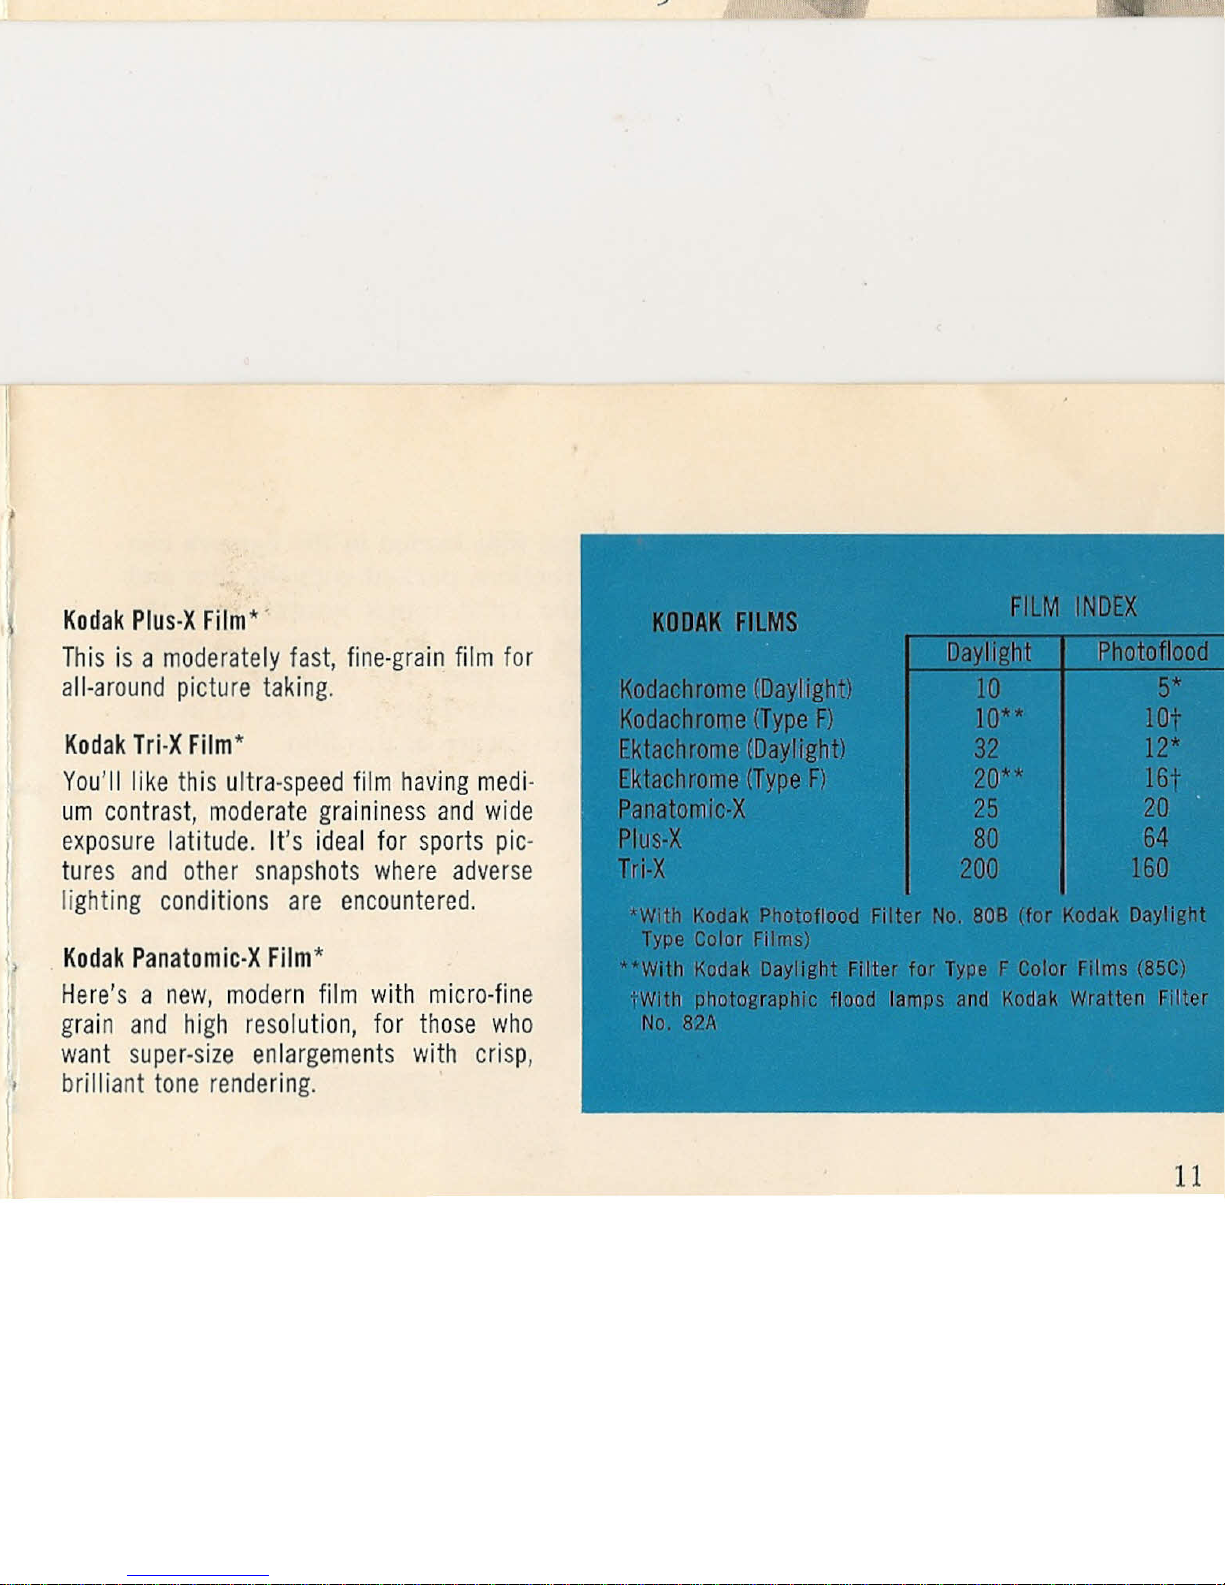 Kodak Plus-X Film*
This is a moderately fast, fine-grain film for
all-around picture taking.
Kodak Tri-X Film*
You'll like this ultra-speed film having medi-
um contrast, moderate graininess and wide
exposure latitude. It's ideal for sports pic-
tures and other snapshots where adverse
lighting conditions are encountered.
Kodak Panatomic-X Film*
Here's a new, modern film with micro-fine
grain and high resolution, for those who
want super-size enlargements with crisp,
brilliant tone rendering.
KODAK FILMS FILM INDEX
Daylight Photoflood
Kodachrome (Daylight) 10 5*
Kodachrome (Type F) 10** 10†
Ektachrome (Daylight) 32 12*
Ektachrome (Type F) 20** 16†
Panatomic-X 25 20
Plus-X 80 64
Tri-X 200 160
*With Kodak Photoflood Filter No. 80B (for Kodak Daylight
Type Color Films)
**With Kodak Daylight Filter for Type F Color Films (85C)
†With photographic flood lamps and Kodak Wratten Filter
No. 82A
11